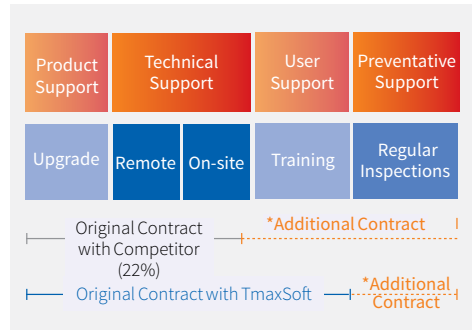 Product
Support
Technical
Support
User
Support
Preventative
Support
Upgrade
Remote
On-site
Training
Regular
Inspections
Original Contract
with Competitor
(22%)
*Additional Contract
Original Contract with TmaxSoft
*Additional
Contract